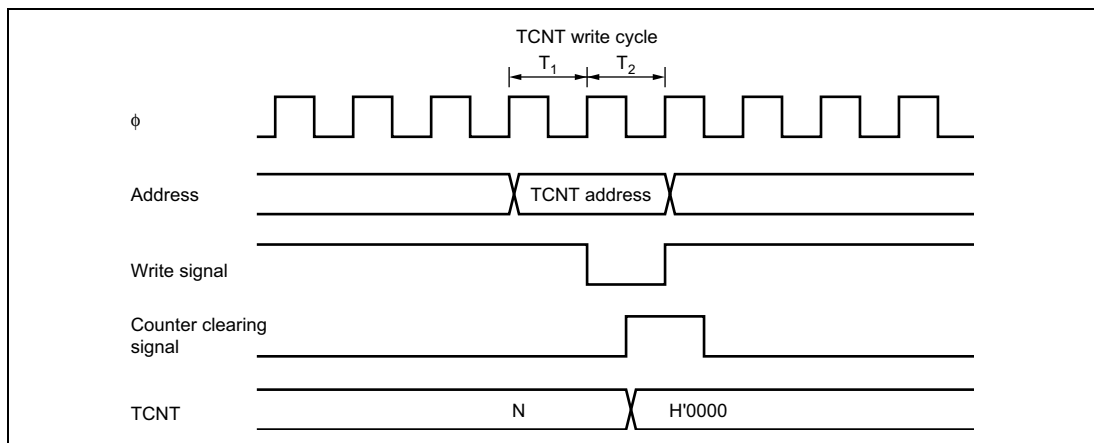 TCNT write cycle
T1 T2
ϕ
Address
TCNT address
Write signal
Counter clearing
signal
TCNT
N
H'0000